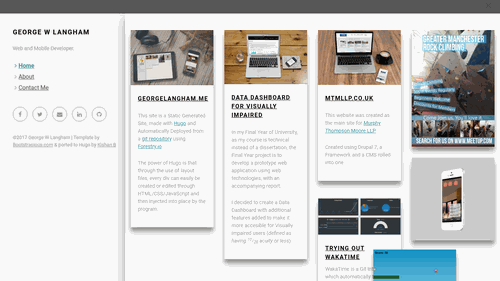 GEORGE W LANGHAM
Web and Mobile Developer.
Home
About
Contact Me
©2017 George W Langham | Template by
Bootstrapious.com & ported to Hugo by Kishan B
GEORGELANGHAM.ME
This site is a Static Generated
Site, made with Hugo and
Automatically Deployed from
a git repository using
Forestry.io
The power of Hugo is that
through the use of layout
files, every div can easily be
created or edited through
HTML/CSS/JavaScript and
then injected into place by the
program.
DATA DASHBOARD
FOR VISUALLY
IMPAIRED
In my Final Year of University,
as my course is technical
instead of a dissertation, the
Final Year project is to
develop a prototype web
application using web
technologies, with an
accompanying report.
I decided to create a Data
Dashboard with additional
features added to make it
more accessible for Visually
Impaired users (defined as
having acuity or less).
MTMLLP.CO.UK
This website was created as
the main site for Murphy
Thompson Moore LLP
Created using Drupal 7, a
Framework and a CMS rolled
into one
TRYING OUT
WAKATIME
WakaTime is a
which automatically
GREATER MANCHESTER
ROCK CLIMBING
SEARCH FOR US ON WWW.MEETUP.COM